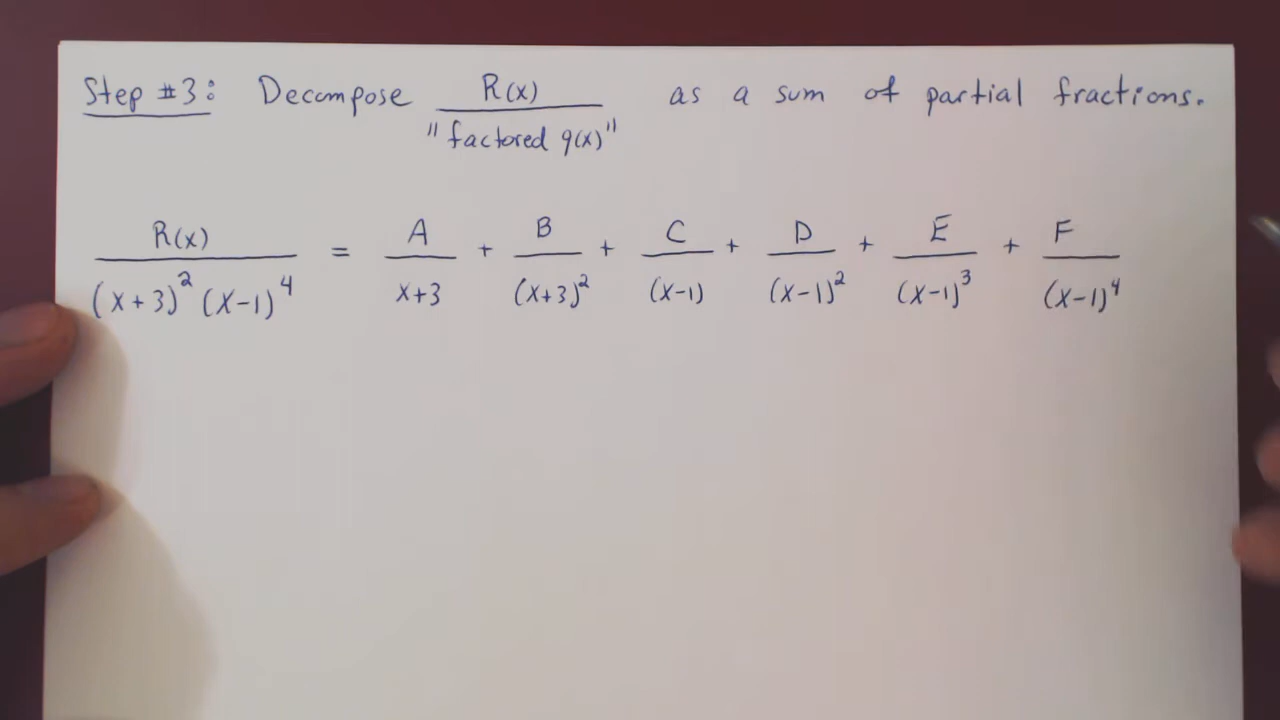 Step #3: Decompose R(x) / "factored q(x)" as a sum of partial fractions.
R(x) / (x+3)² (x-1)⁴ = A / x+3 + B / (x+3)² + C / (x-1) + D / (x-1)² + E / (x-1)³ + F / (x-1)⁴